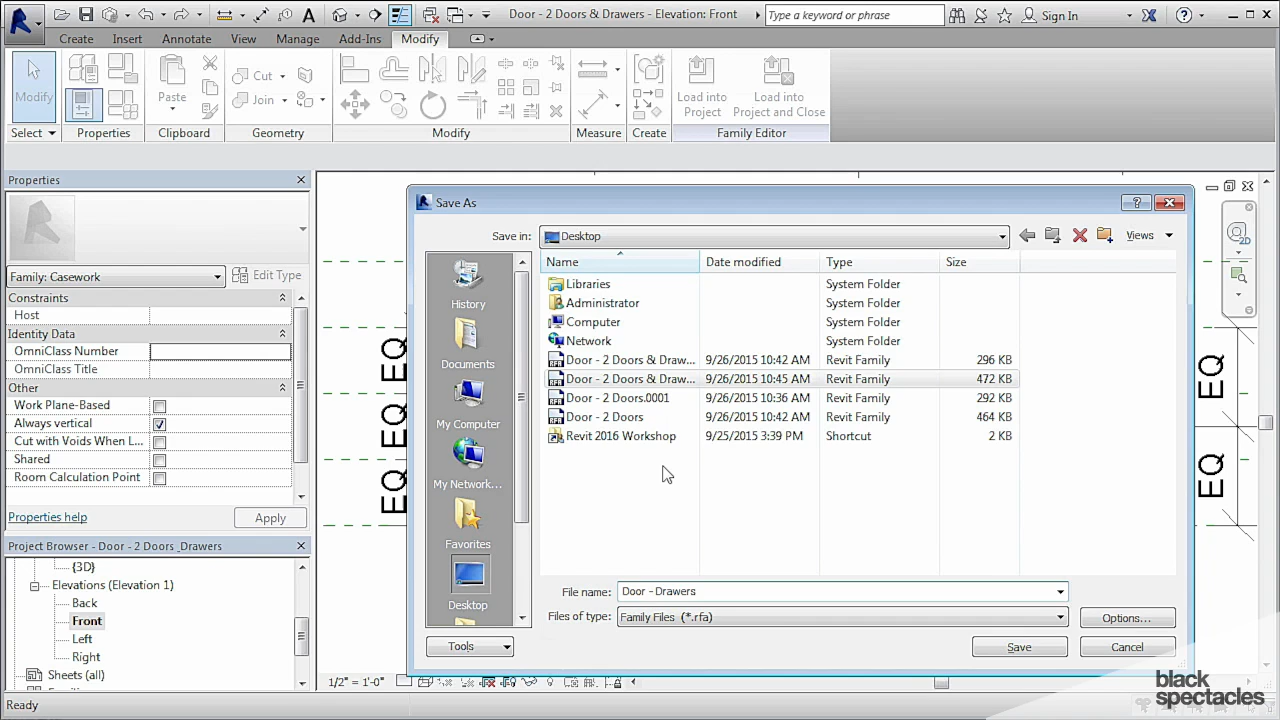 Door - 2 Doors & Drawers - Elevation: Front
Type a keyword or phrase
Sign In
Create Insert Annotate View Manage Add-Ins Modify
Modify
Paste
Cut
Join
Load into
Project
Load into
Project and Close
Select Properties Clipboard Geometry Modify Measure Create Family Editor
Properties
Family: Casework
Edit Type
Constraints
Host
Identity Data
OmniClass Number
OmniClass Title
Other
Work Plane-Based
Always vertical
Cut with Voids When L...
Shared
Room Calculation Point
Properties help
Apply
Project Browser - Door - 2 Doors _Drawers
{3D}
Elevations (Elevation 1)
Back
Front
Left
Right
Sheets (all)
Ready
EQ
EQ
EQ
EQ
2D
Save As
Save in:
Desktop
Views
History
Documents
My Computer
My Network...
Favorites
Desktop
Name Date modified Type Size
Libraries System Folder
Administrator System Folder
Computer System Folder
Network System Folder
Door - 2 Doors & Draw... 9/26/2015 10:42 AM Revit Family 296 KB
Door - 2 Doors & Draw... 9/26/2015 10:45 AM Revit Family 472 KB
Door - 2 Doors.0001 9/26/2015 10:36 AM Revit Family 292 KB
Door - 2 Doors 9/26/2015 10:42 AM Revit Family 464 KB
Revit 2016 Workshop 9/25/2015 3:39 PM Shortcut 2 KB
File name: Door - Drawers
Files of type: Family Files (*.rfa)
Options...
Tools
Save
Cancel
1/2" = 1'-0"
black
spectacles